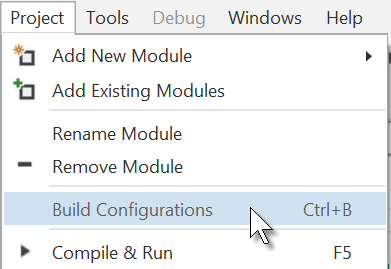 Project Tools Debug Windows Help
Add New Module
Add Existing Modules
Rename Module
Remove Module
Build Configurations Ctrl+B
Compile & Run F5